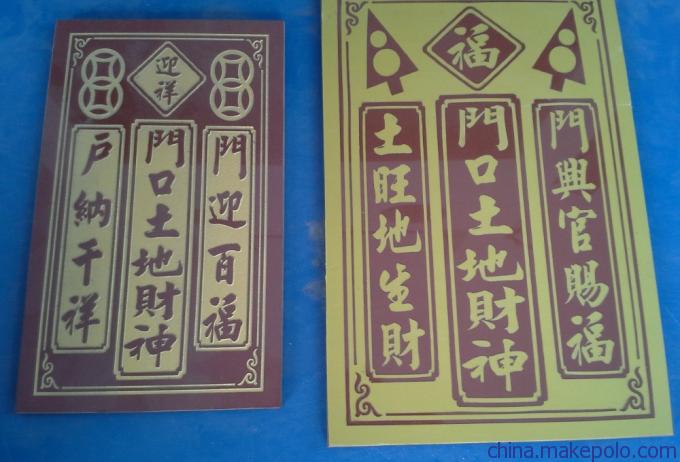 迎祥
門迎百福
門口土地財神
戶納千祥
福
門興官賜福
門口土地財神
土旺地生財
china.makepolo.com